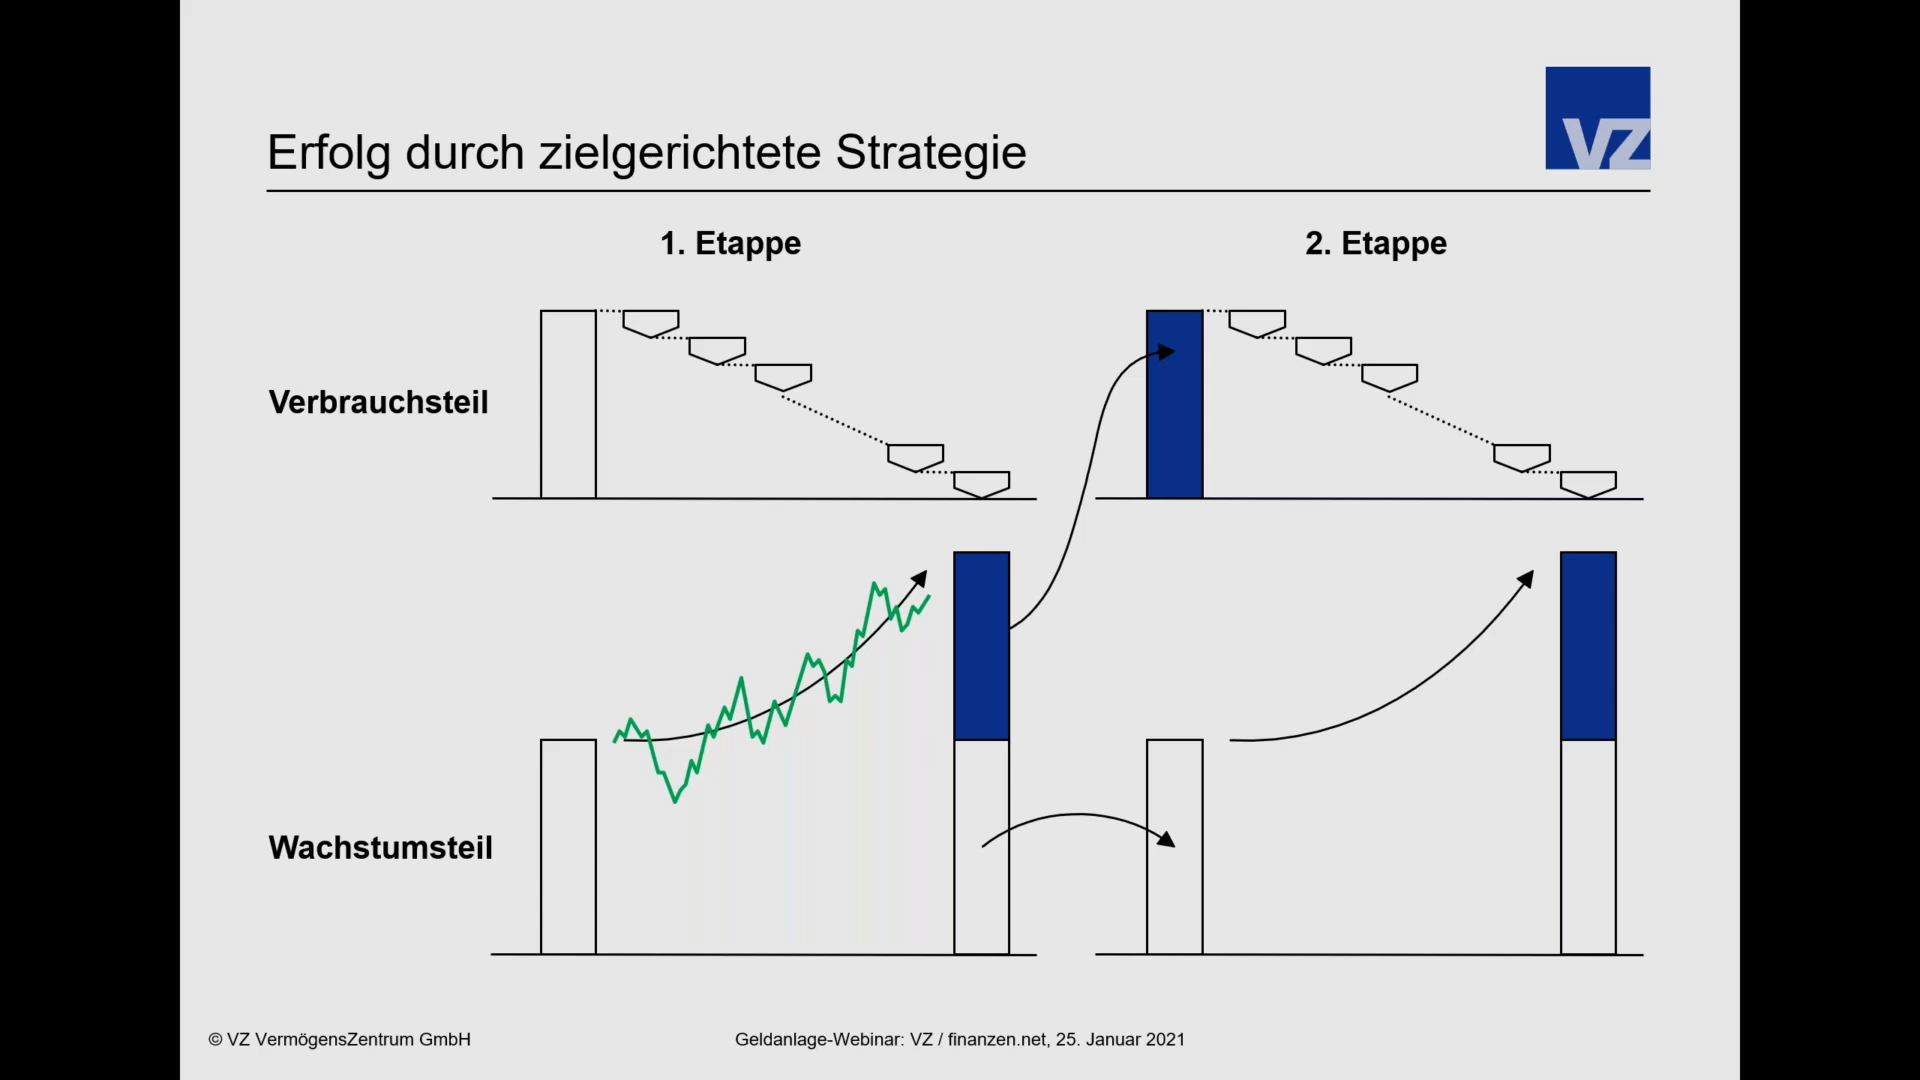 VZ
Erfolg durch zielgerichtete Strategie
1. Etappe
2. Etappe
Verbrauchsteil
Wachstumsteil
© VZ VermögensZentrum GmbH
Geldanlage-Webinar: VZ / finanzen.net, 25. Januar 2021